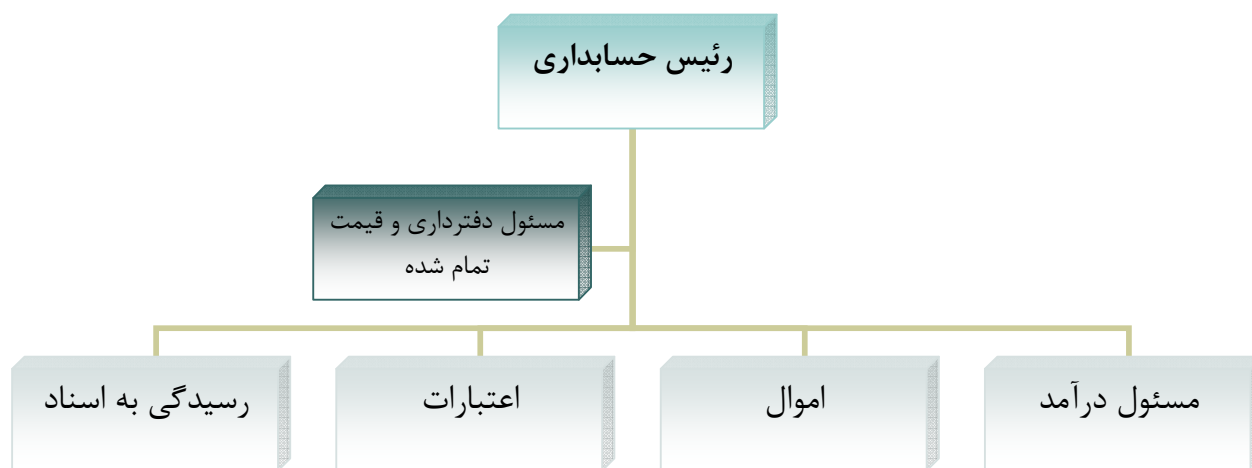 رئیس حسابداری
مسئول دفترداری و قیمت
تمام شده
مسئول درآمد
اموال
اعتبارات
رسیدگی به اسناد